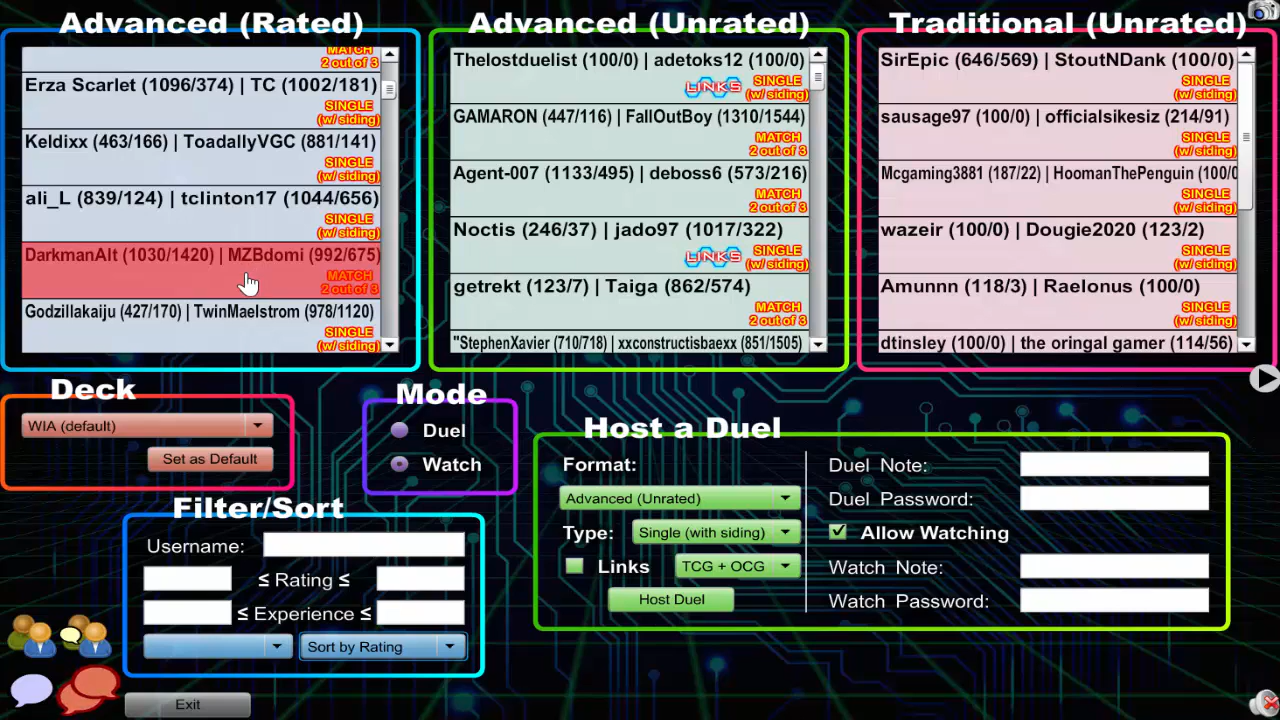 Advanced (Rated)
MATCH
2 out of 3
Erza Scarlet (1096/374) | TC (1002/181)
SINGLE
(w/ siding)
Keldixx (463/166) | ToadallyVGC (881/141)
SINGLE
(w/ siding)
ali_L (839/124) | tclinton17 (1044/656)
SINGLE
(w/ siding)
DarkmanAlt (1030/1420) | MZBdomi (992/675)
MATCH
2 out of 3
Godzillakaiju (427/170) | TwinMaelstrom (978/1120)
SINGLE
(w/ siding)
Advanced (Unrated)
Thelostduelist (100/0) | adetoks12 (100/0)
LINKS SINGLE
(w/ siding)
GAMARON (447/116) | FallOutBoy (1310/1544)
MATCH
2 out of 3
Agent-007 (1133/495) | deboss6 (573/216)
MATCH
2 out of 3
Noctis (246/37) | jado97 (1017/322)
LINKS SINGLE
(w/ siding)
getrekt (123/7) | Taiga (862/574)
MATCH
2 out of 3
"StephenXavier (710/718) | xxconstructisbaexx (851/1505)
Traditional (Unrated)
SirEpic (646/569) | StoutNDank (100/0)
SINGLE
(w/ siding)
sausage97 (100/0) | officialsikesiz (214/91)
SINGLE
(w/ siding)
Mcgaming3881 (187/22) | HoomanThePenguin (100/0
SINGLE
(w/ siding)
wazeir (100/0) | Dougie2020 (123/2)
SINGLE
(w/ siding)
Amunnn (118/3) | Raelonus (100/0)
SINGLE
(w/ siding)
dtinsley (100/0) | the oringal gamer (114/56)
Deck
WIA (default)
Set as Default
Mode
Duel
Watch
Filter/Sort
Username:
≤ Rating ≤
≤ Experience ≤
Sort by Rating
Exit
Host a Duel
Format:
Advanced (Unrated)
Type: Single (with siding)
Links TCG + OCG
Host Duel
Duel Note:
Duel Password:
Allow Watching
Watch Note:
Watch Password: